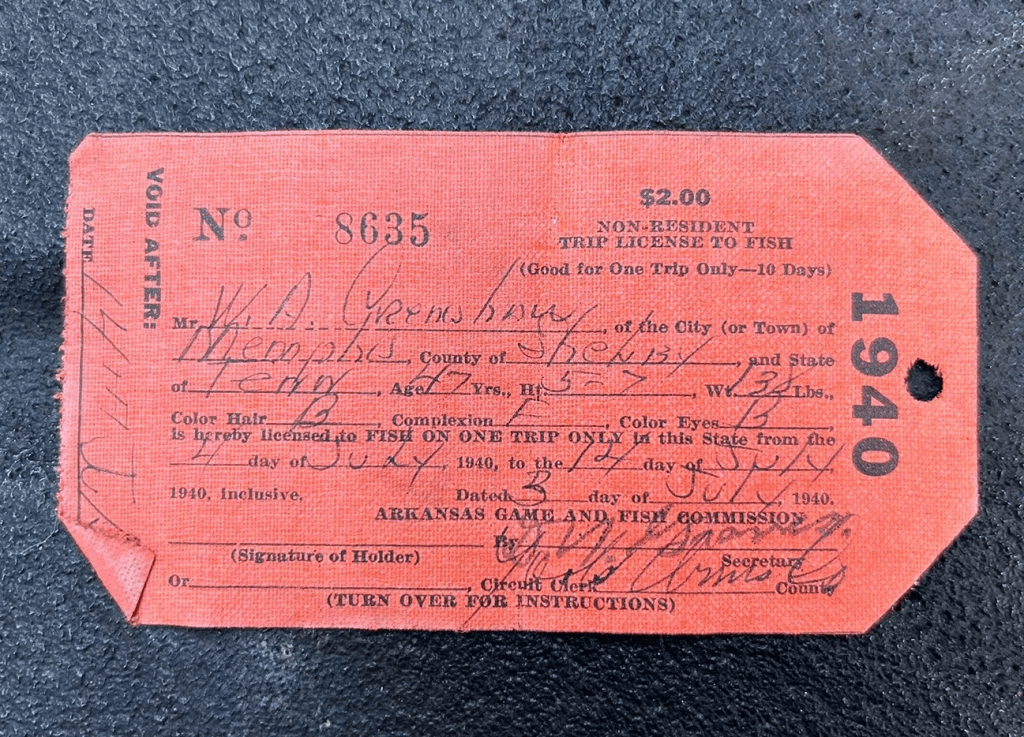 $2.00
Nº 8635
NON-RESIDENT
TRIP LICENSE TO FISH
(Good for One Trip Only—10 Days)
Mr. W. A. Crenshaw, of the City (or Town) of
Memphis, County of Shelby, and State
of Tenn, Age 47 Yrs., Ht. 5-7, Wt. 138 Lbs.,
Color Hair B, Complexion F, Color Eyes B,
is hereby licensed to FISH ON ONE TRIP ONLY in this State from the
4 day of July, 1940, to the 14 day of July
1940, inclusive. Dated 3 day of July, 1940.
ARKANSAS GAME AND FISH COMMISSION
By
(Signature of Holder) Secretary
Or, Circuit Clerk County
(TURN OVER FOR INSTRUCTIONS)
VOID AFTER:
DATE
1940